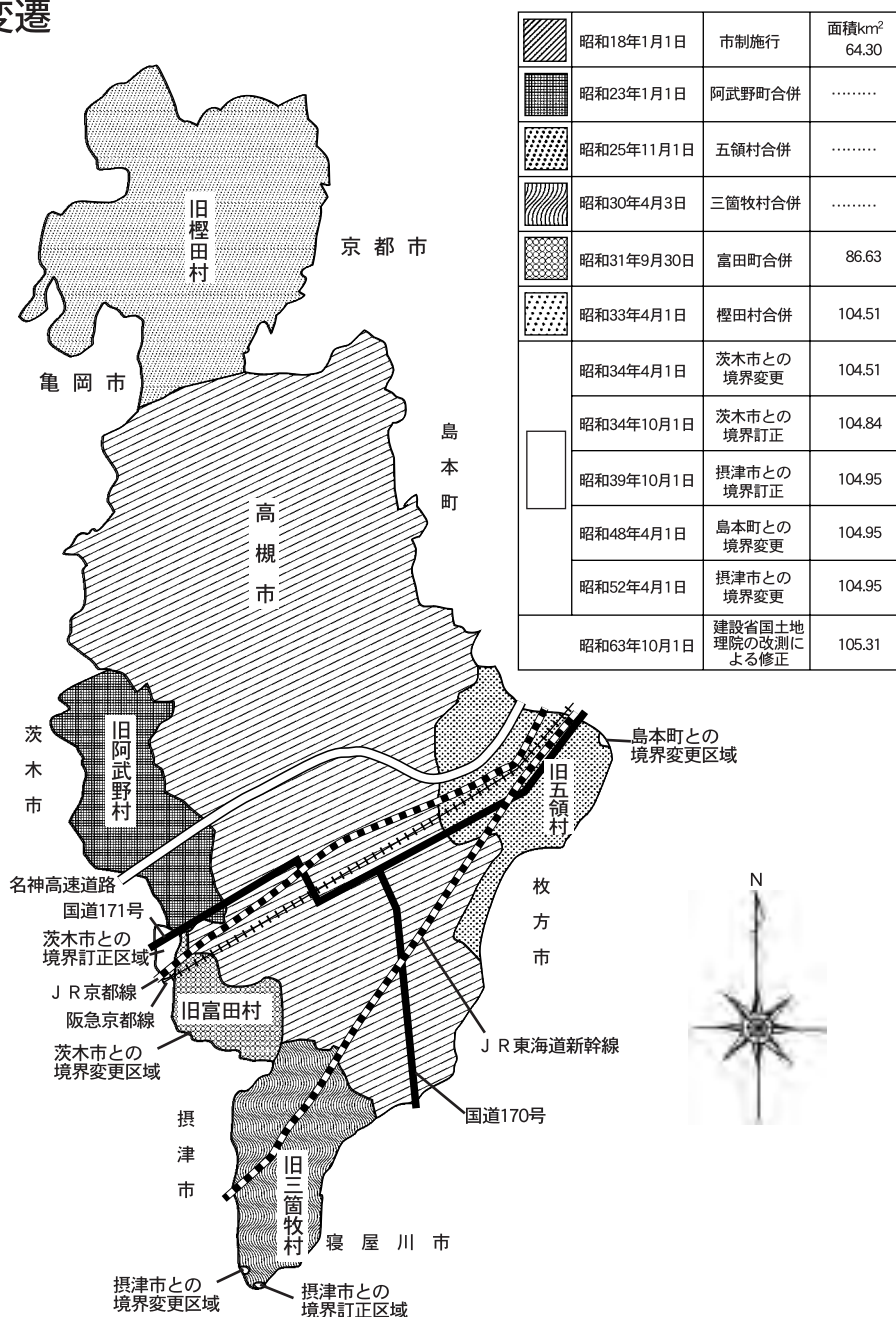 変遷
昭和18年1月1日 市制施行 面積km² 64.30
昭和23年1月1日 阿武野町合併 ………
昭和25年11月1日 五領村合併 ………
昭和30年4月3日 三箇牧村合併 ………
昭和31年9月30日 富田町合併 86.63
昭和33年4月1日 樫田村合併 104.51
昭和34年4月1日 茨木市との境界変更 104.51
昭和34年10月1日 茨木市との境界訂正 104.84
昭和39年10月1日 摂津市との境界訂正 104.95
昭和48年4月1日 島本町との境界変更 104.95
昭和52年4月1日 摂津市との境界変更 104.95
昭和63年10月1日 建設省国土地理院の改測による修正 105.31
旧樫田村
京都市
亀岡市
島本町
高槻市
茨木市
旧阿武野村
島本町との
境界変更区域
旧五領村
名神高速道路
国道171号
茨木市との
境界訂正区域
JR京都線
阪急京都線
旧富田村
茨木市との
境界変更区域
枚方市
N
JR東海道新幹線
国道170号
摂津市
旧三箇牧村
寝屋川市
摂津市との
境界変更区域
摂津市との
境界訂正区域